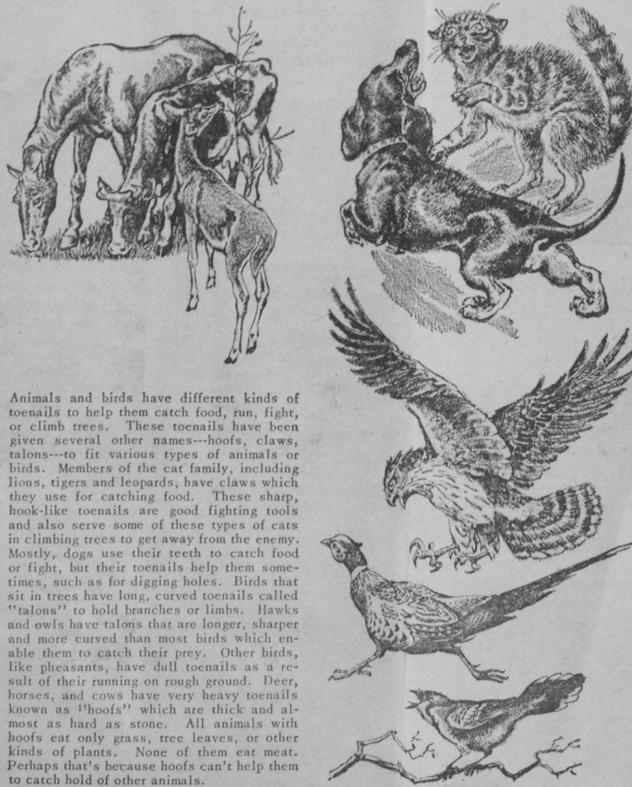 Animals and birds have different kinds of
toenails to help them catch food, run, fight,
or climb trees. These toenails have been
given several other names---hoofs, claws,
talons---to fit various types of animals or
birds. Members of the cat family, including
lions, tigers and leopards, have claws which
they use for catching food. These sharp,
hook-like toenails are good fighting tools
and also serve some of these types of cats
in climbing trees to get away from the enemy.
Mostly, dogs use their teeth to catch food
or fight, but their toenails help them some-
times, such as for digging holes. Birds that
sit in trees have long, curved toenails called
"talons" to hold branches or limbs. Hawks
and owls have talons that are longer, sharper
and more curved than most birds which en-
able them to catch their prey. Other birds,
like pheasants, have dull toenails as a re-
sult of their running on rough ground. Deer,
horses, and cows have very heavy toenails
known as "hoofs" which are thick and al-
most as hard as stone. All animals with
hoofs eat only grass, tree leaves, or other
kinds of plants. None of them eat meat.
Perhaps that's because hoofs can't help them
to catch hold of other animals.